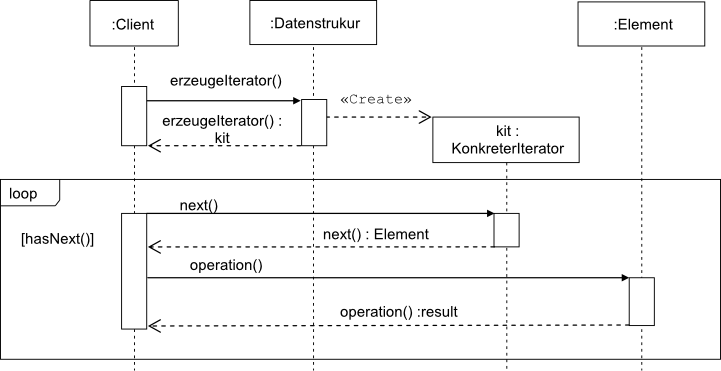 :Client
:Datenstrukur
:Element
erzeugeIterator()
«Create»
erzeugeIterator() :
kit
kit :
KonkreterIterator
loop
next()
[hasNext()]
next() : Element
operation()
operation() :result